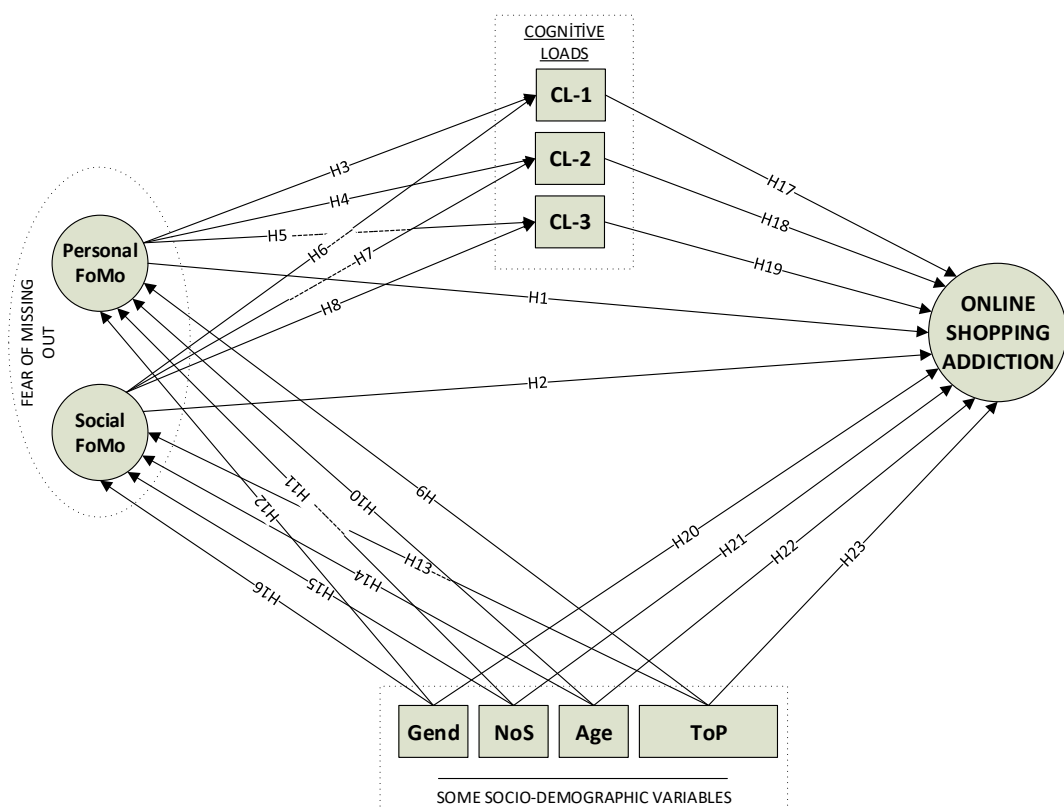 COGNİTİVE
LOADS
CL-1
CL-2
CL-3
H3
H4
H5
H6
H7
H8
H17
H18
H19
Personal
FoMo
FEAR OF MISSING
OUT
Social
FoMo
H1
H2
ONLINE
SHOPPING
ADDICTION
H9
H10
H11
H12
H13
H14
H15
H16
H20
H21
H22
H23
Gend
NoS
Age
ToP
SOME SOCIO-DEMOGRAPHIC VARIABLES